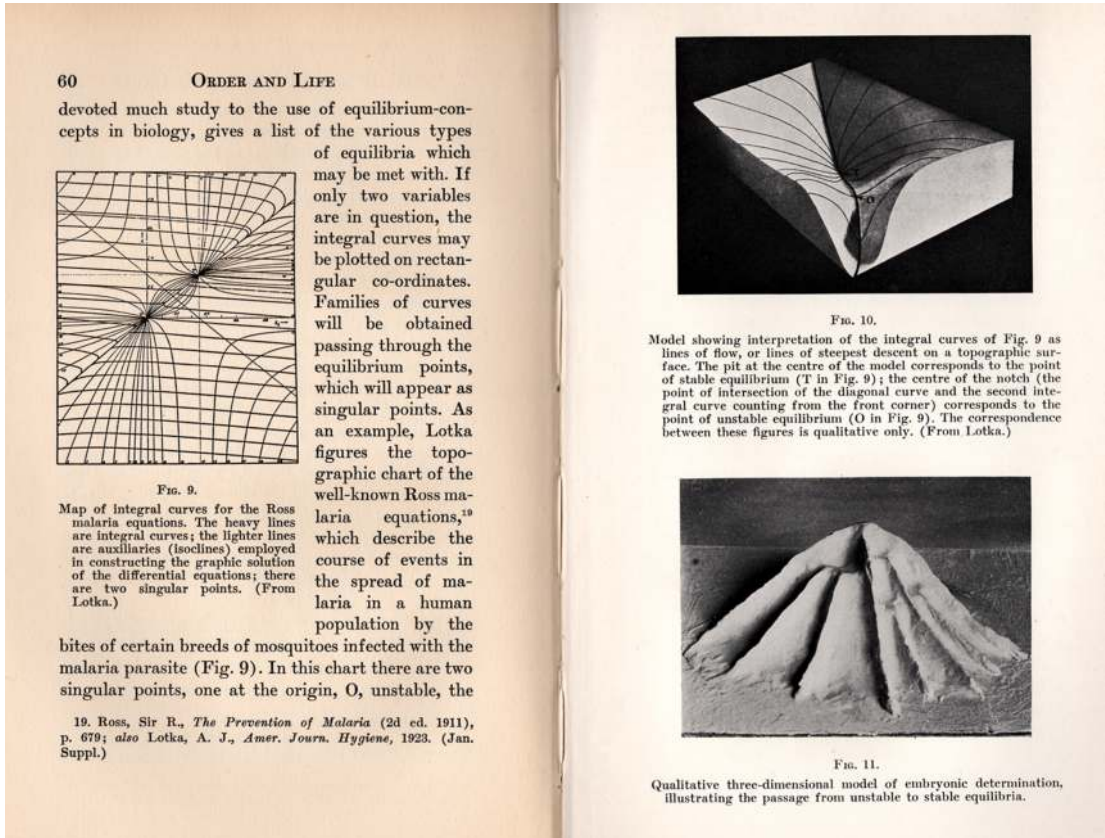 60 ORDER AND LIFE
devoted much study to the use of equilibrium-con-
cepts in biology, gives a list of the various types
of equilibria which
may be met with. If
only two variables
are in question, the
integral curves may
be plotted on rectan-
gular co-ordinates.
Families of curves
will be obtained
passing through the
equilibrium points,
which will appear as
singular points. As
an example, Lotka
figures the topo-
graphic chart of the
well-known Ross ma-
laria equations,¹⁹
which describe the
course of events in
the spread of ma-
laria in a human
population by the
FIG. 9.
Map of integral curves for the Ross
malaria equations. The heavy lines
are integral curves; the lighter lines
are auxiliaries (isoclines) employed
in constructing the graphic solution
of the differential equations; there
are two singular points. (From
Lotka.)
bites of certain breeds of mosquitoes infected with the
malaria parasite (Fig. 9). In this chart there are two
singular points, one at the origin, O, unstable, the
19. Ross, Sir R., The Prevention of Malaria (2d ed. 1911),
p. 679; also Lotka, A. J., Amer. Journ. Hygiene, 1923. (Jan.
Suppl.)
FIG. 10.
Model showing interpretation of the integral curves of Fig. 9 as
lines of flow, or lines of steepest descent on a topographic sur-
face. The pit at the centre of the model corresponds to the point
of stable equilibrium (T in Fig. 9); the centre of the notch (the
point of intersection of the diagonal curve and the second inte-
gral curve counting from the front corner) corresponds to the
point of unstable equilibrium (O in Fig. 9). The correspondence
between these figures is qualitative only. (From Lotka.)
FIG. 11.
Qualitative three-dimensional model of embryonic determination,
illustrating the passage from unstable to stable equilibria.